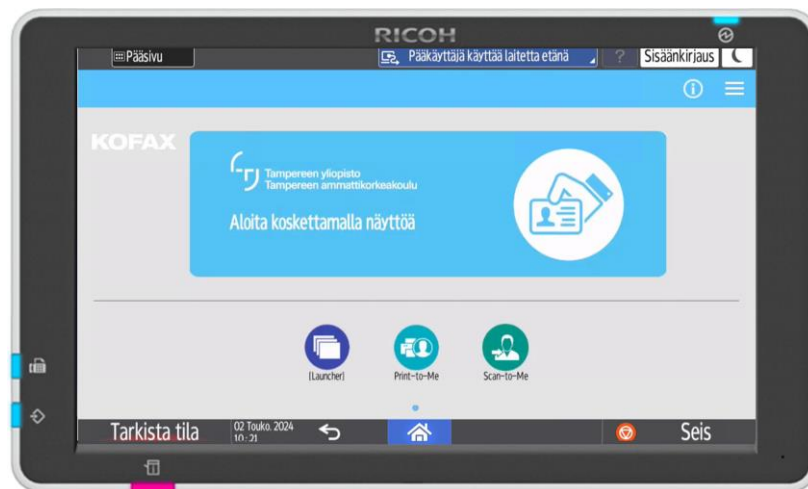 RICOH
Pääsivu
Pääkäyttäjä käyttää laitetta etänä
?
Sisäänkirjaus
KOFAX
Tampereen yliopisto
Tampereen ammattikorkeakoulu
Aloita koskettamalla näyttöä
[Launcher]
Print-to-Me
Scan-to-Me
Tarkista tila
02 Touko. 2024
10:21
Seis